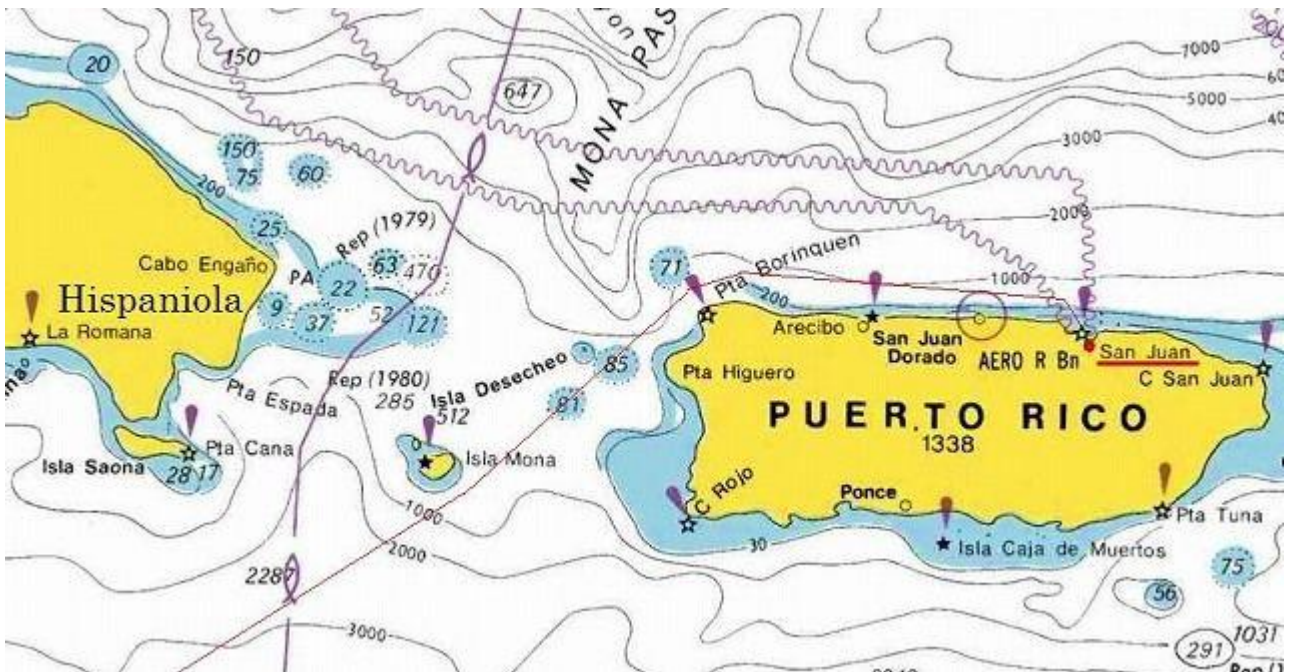 150
20
647
MONA PAS
1000
5000
3000
2000
150
75
60
200
25
Rep (1979)
Cabo Engaño
PA
63
470
22
9
37
52
121
Hispaniola
La Romana
71
Pta Borinquen
200
1000
Arecibo
San Juan
Dorado
AERO R Bn
San Juan
C San Juan
Pta Higuero
Pta Espada
Rep (1980)
285
Isla Desecheo
85
81
512
PUERTO RICO
1338
Pta Cana
Isla Saona
28
17
Isla Mona
C Rojo
Ponce
Pta Tuna
1000
2000
30
Isla Caja de Muertos
2287
3000
75
56
291
1031